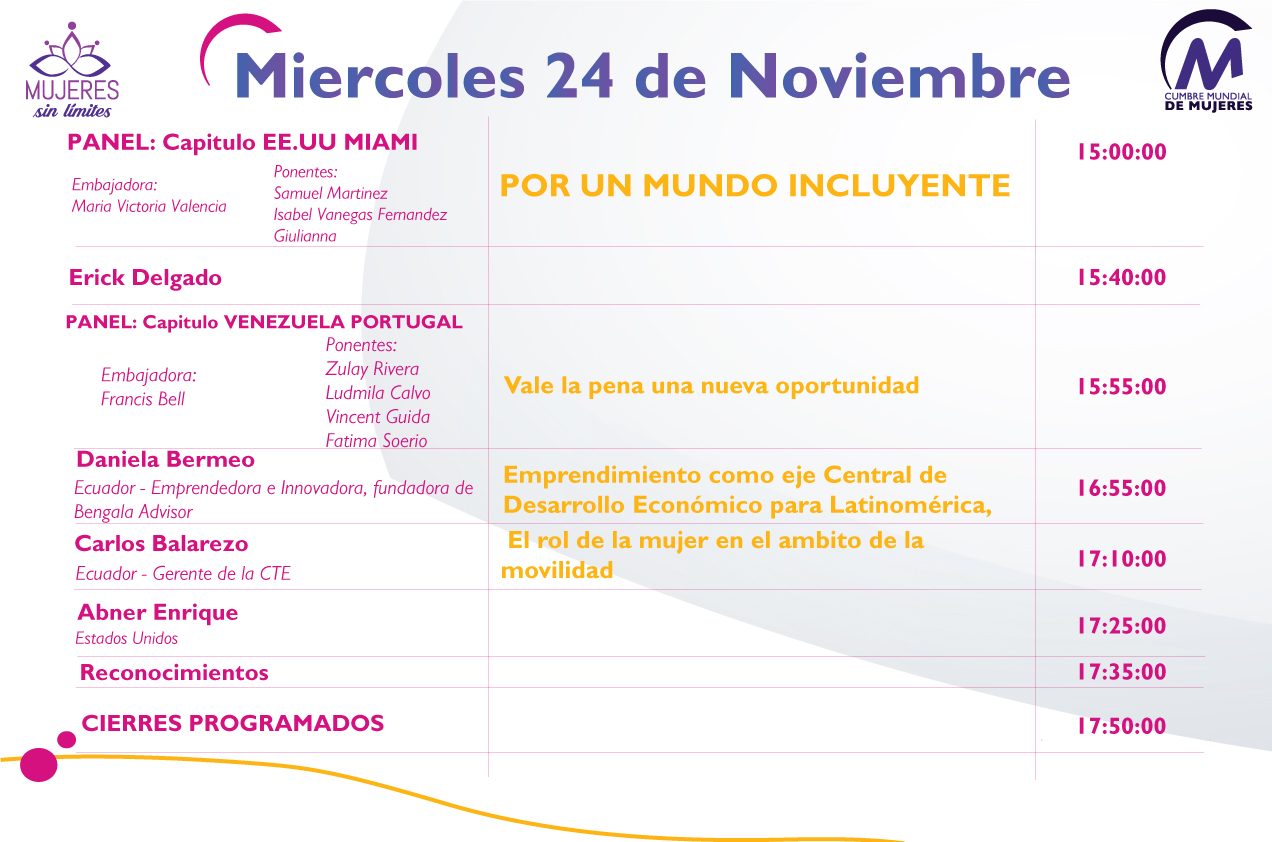 MUJERES
sin límites
Miercoles 24 de Noviembre
CUMBRE MUNDIAL
DE MUJERES
PANEL: Capitulo EE.UU MIAMI
Embajadora:
Maria Victoria Valencia
Ponentes:
Samuel Martinez
Isabel Vanegas Fernandez
Giulianna
POR UN MUNDO INCLUYENTE
15:00:00
Erick Delgado
15:40:00
PANEL: Capitulo VENEZUELA PORTUGAL
Embajadora:
Francis Bell
Ponentes:
Zulay Rivera
Ludmila Calvo
Vincent Guida
Fatima Soerio
Vale la pena una nueva oportunidad
15:55:00
Daniela Bermeo
Ecuador - Emprendedora e Innovadora, fundadora de
Bengala Advisor
Emprendimiento como eje Central de
Desarrollo Económico para Latinomérica,
16:55:00
Carlos Balarezo
Ecuador - Gerente de la CTE
El rol de la mujer en el ambito de la
movilidad
17:10:00
Abner Enrique
Estados Unidos
17:25:00
Reconocimientos
17:35:00
CIERRES PROGRAMADOS
17:50:00